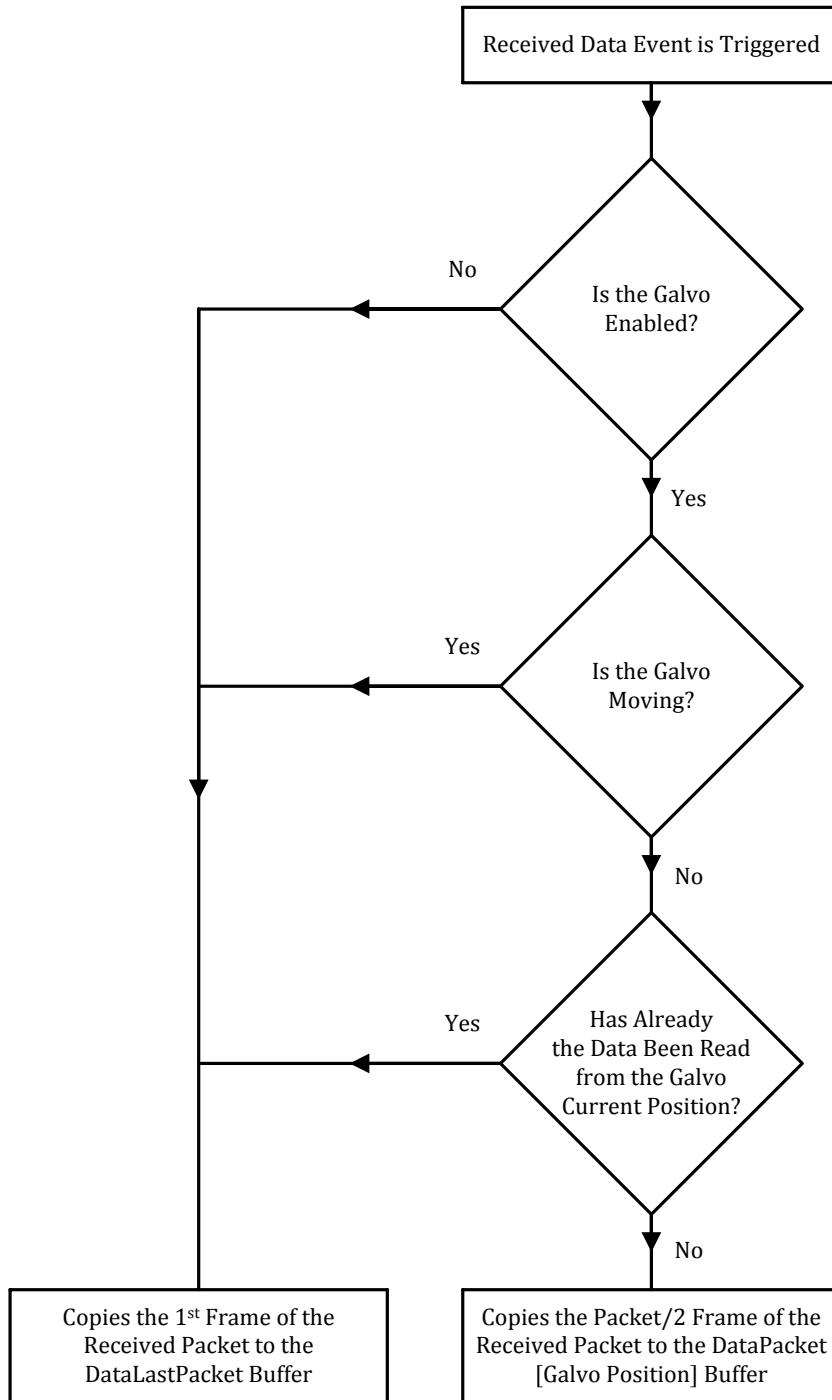 Received Data Event is Triggered
No
Is the Galvo
Enabled?
Yes
Yes
Is the Galvo
Moving?
No
Yes
Has Already
the Data Been Read
from the Galvo
Current Position?
No
Copies the 1st Frame of the
Received Packet to the
DataLastPacket Buffer
Copies the Packet/2 Frame of the
Received Packet to the DataPacket
[Galvo Position] Buffer